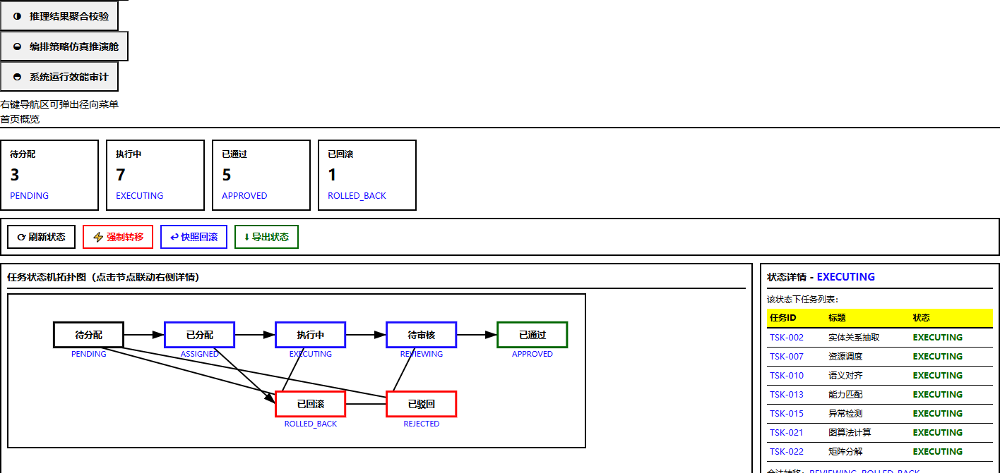 ◑ 推理结果聚合校验
◒ 编排策略仿真推演舱
◓ 系统运行效能审计
右键导航区可弹出径向菜单
首页概览
待分配
3
PENDING
执行中
7
EXECUTING
已通过
5
APPROVED
已回滚
1
ROLLED_BACK
⟳ 刷新状态
⚡ 强制转移
↩ 快照回滚
⬇ 导出状态
任务状态机拓扑图（点击节点联动右侧详情）
待分配
已分配
执行中
待审核
已通过
PENDING
ASSIGNED
EXECUTING
REVIEWING
APPROVED
已回滚
已驳回
ROLLED_BACK
REJECTED
状态详情 - EXECUTING
该状态下任务列表：
任务ID 标题 状态
TSK-002 实体关系抽取 EXECUTING
TSK-007 资源调度 EXECUTING
TSK-010 语义对齐 EXECUTING
TSK-013 能力匹配 EXECUTING
TSK-015 异常检测 EXECUTING
TSK-021 图算法计算 EXECUTING
TSK-022 矩阵分解 EXECUTING
合法转移：REVIEWING, ROLLED_BACK